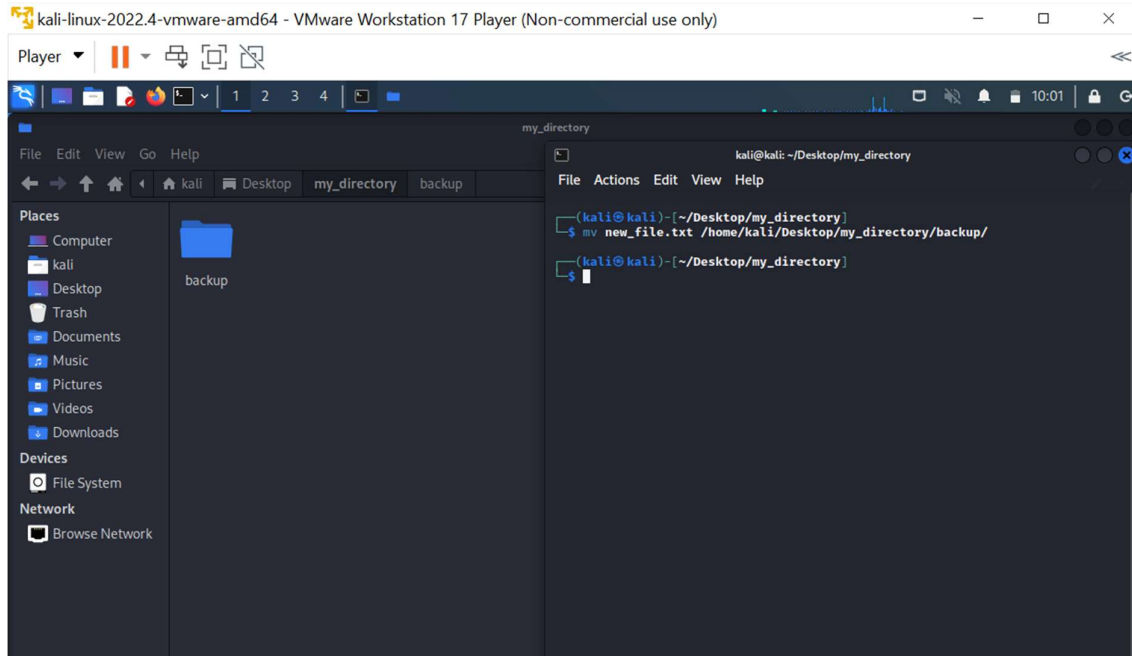 kali-linux-2022.4-vmware-amd64 - VMware Workstation 17 Player (Non-commercial use only)
Player
1 2 3 4
10:01
my_directory
File Edit View Go Help
kali Desktop my_directory backup
Places
Computer
kali
Desktop
Trash
Documents
Music
Pictures
Videos
Downloads
Devices
File System
Network
Browse Network
backup
kali@kali: ~/Desktop/my_directory
File Actions Edit View Help
(kali㉿kali)-[~/Desktop/my_directory]
$ mv new_file.txt /home/kali/Desktop/my_directory/backup/
(kali㉿kali)-[~/Desktop/my_directory]
$